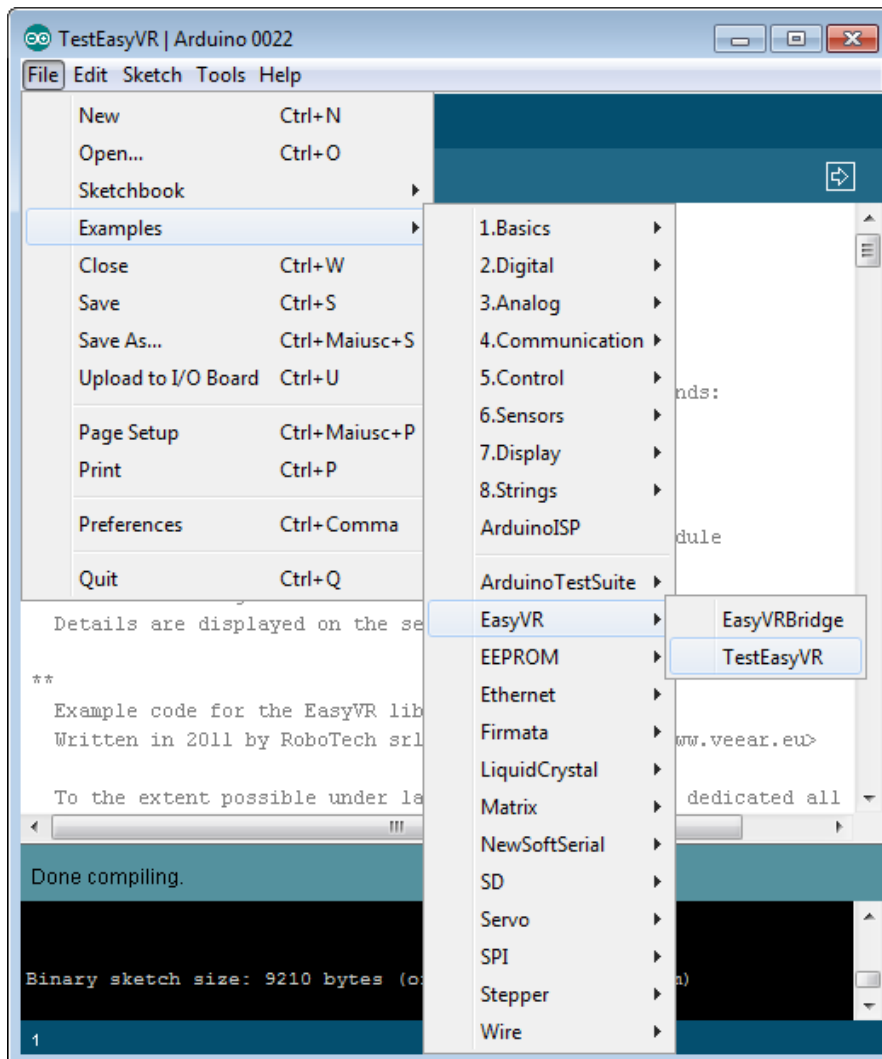 TestEasyVR | Arduino 0022
File Edit Sketch Tools Help
New Ctrl+N
Open... Ctrl+O
Sketchbook
Examples
Close Ctrl+W
Save Ctrl+S
Save As... Ctrl+Maiusc+S
Upload to I/O Board Ctrl+U
Page Setup Ctrl+Maiusc+P
Print Ctrl+P
Preferences Ctrl+Comma
Quit Ctrl+Q
1.Basics
2.Digital
3.Analog
4.Communication
5.Control
6.Sensors
7.Display
8.Strings
ArduinoISP
ArduinoTestSuite
EasyVR
EEPROM
Ethernet
Firmata
LiquidCrystal
Matrix
NewSoftSerial
SD
Servo
SPI
Stepper
Wire
EasyVRBridge
TestEasyVR
nds:
dule
Details are displayed on the se
**
Example code for the EasyVR lib
Written in 2011 by RoboTech srl ww.veear.eu>
To the extent possible under la dedicated all
Done compiling.
Binary sketch size: 9210 bytes (o
1